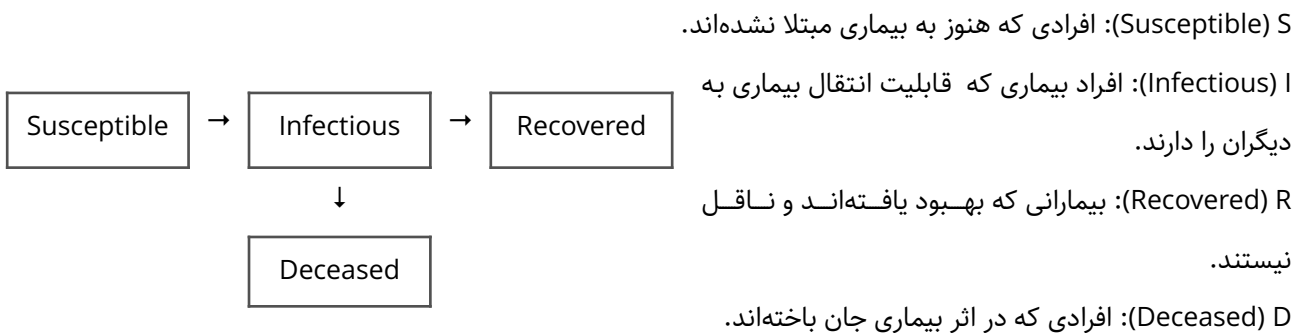 S (Susceptible): افرادی که هنوز به بیماری مبتلا نشده‌اند.
I (Infectious): افراد بیماری که قابلیت انتقال بیماری به
دیگران را دارند.
R (Recovered): بیمارانی که بهبود یافته‌اند و ناقل
نیستند.
D (Deceased): افرادی که در اثر بیماری جان باخته‌اند.
Susceptible → Infectious → Recovered
↓
Deceased